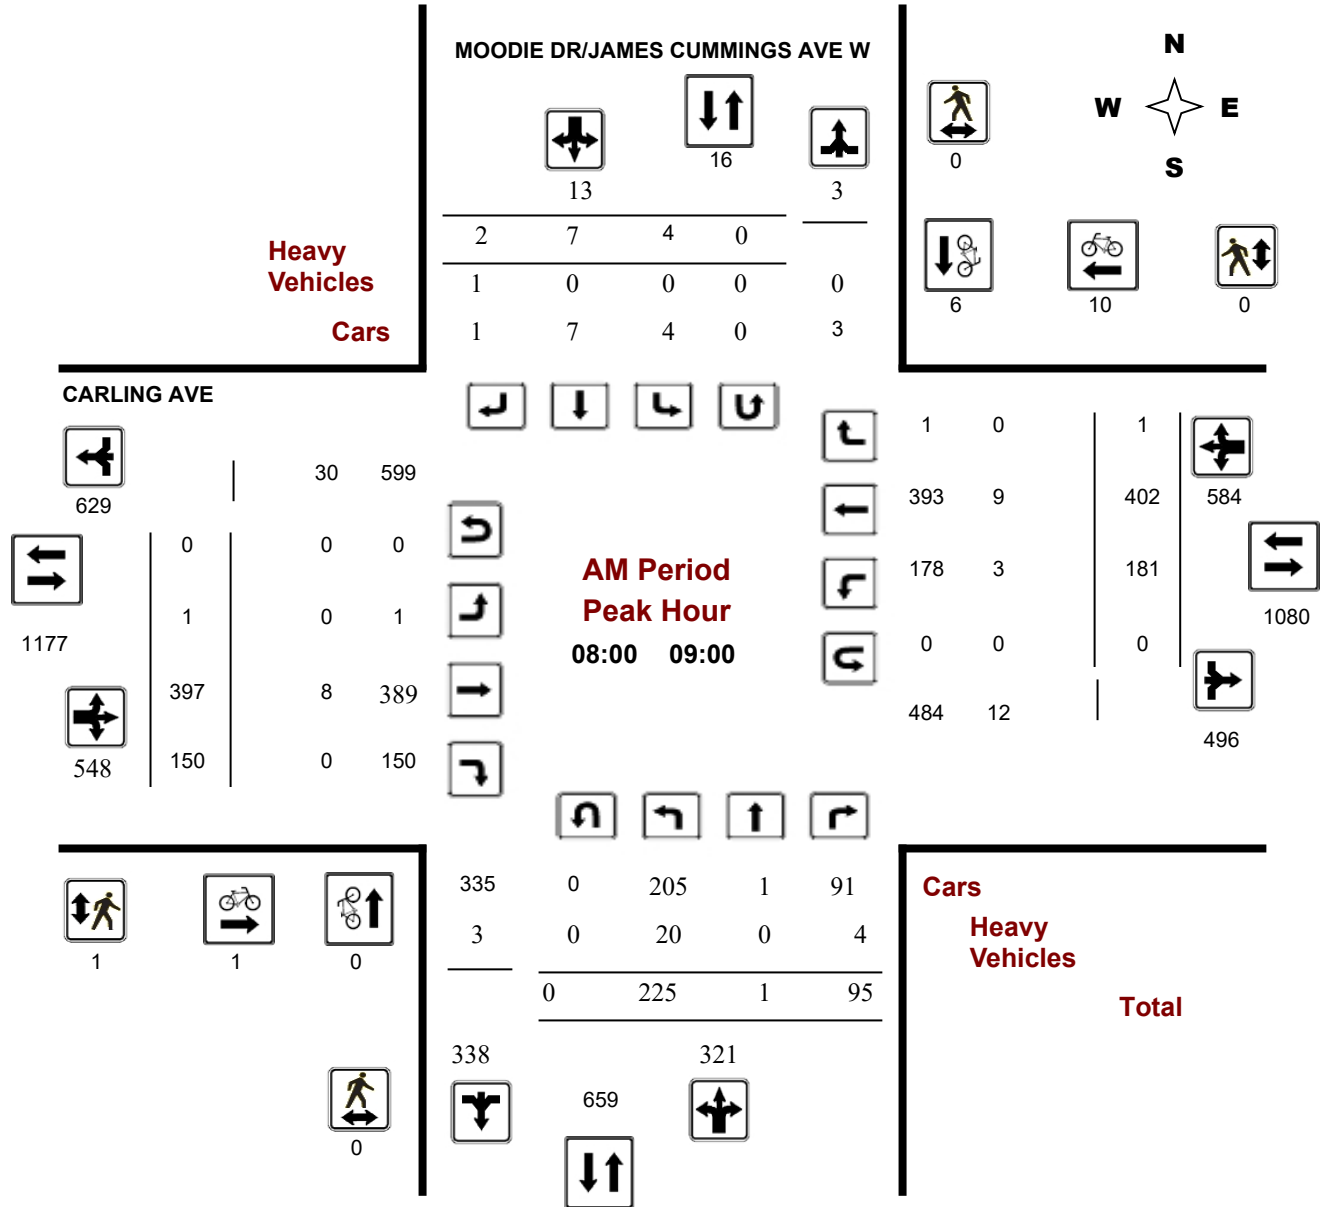 MOODIE DR/JAMES CUMMINGS AVE W
N
W E
S
16
0
13 3
2 7 4 0
Heavy
Vehicles
1 0 0 0 0
6 10 0
Cars
1 7 4 0 3
CARLING AVE
1 0 1
30 599
629
393 9 402 584
0 0 0
AM Period
178 3 181
Peak Hour
1 0 1
1080
1177
08:00 09:00
0 0 0
397 8 389
484 12
496
548 150 0 150
335 0 205 1 91
Cars
3 0 20 0 4
Heavy
Vehicles
1 1 0
0 225 1 95
Total
338 321
659
0